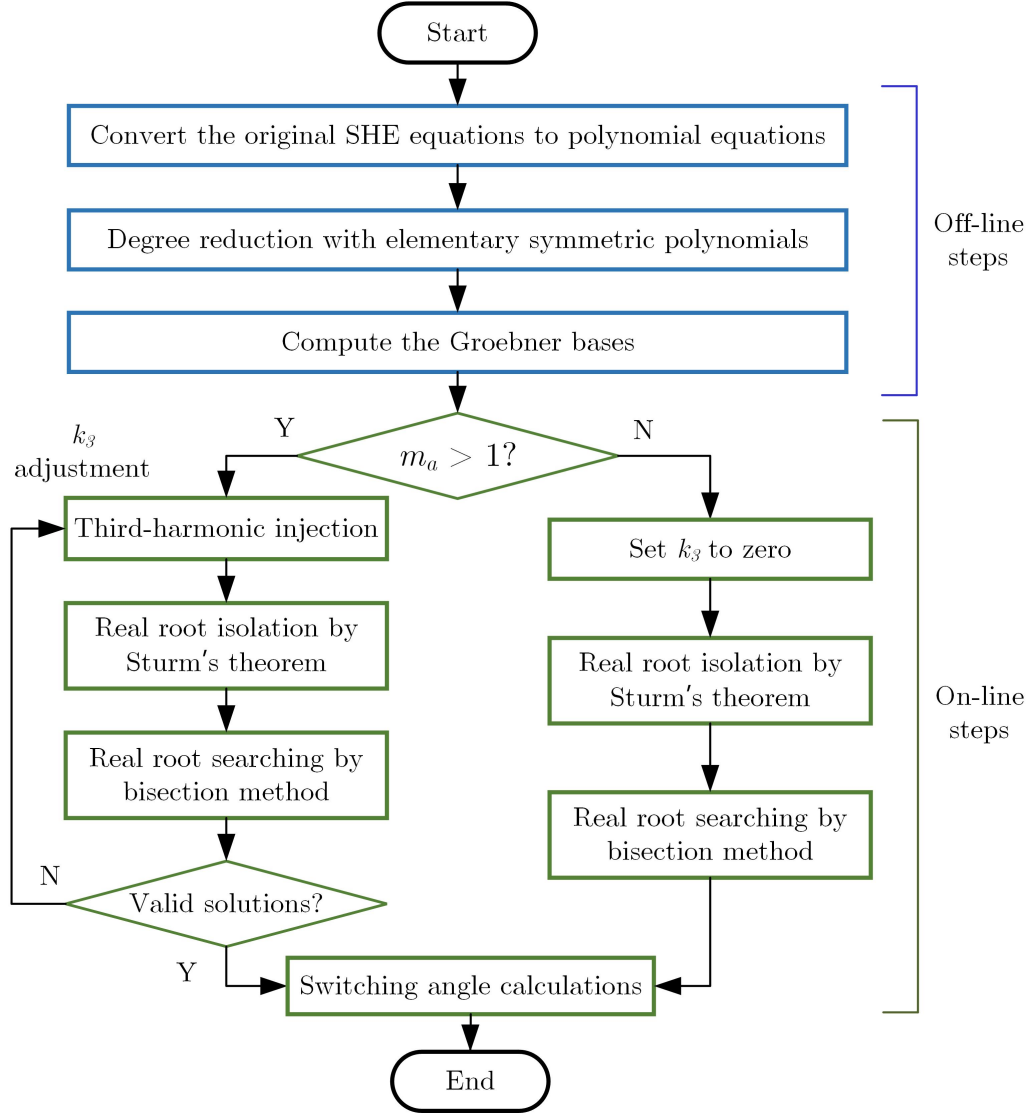 Start
Convert the original SHE equations to polynomial equations
Degree reduction with elementary symmetric polynomials
Compute the Groebner bases
Off-line
steps
mₐ > 1?
Y
N
k₃
adjustment
Third-harmonic injection
Real root isolation by
Sturm's theorem
Real root searching by
bisection method
Valid solutions?
N
Y
Set k₃ to zero
Real root isolation by
Sturm's theorem
Real root searching by
bisection method
On-line
steps
Switching angle calculations
End